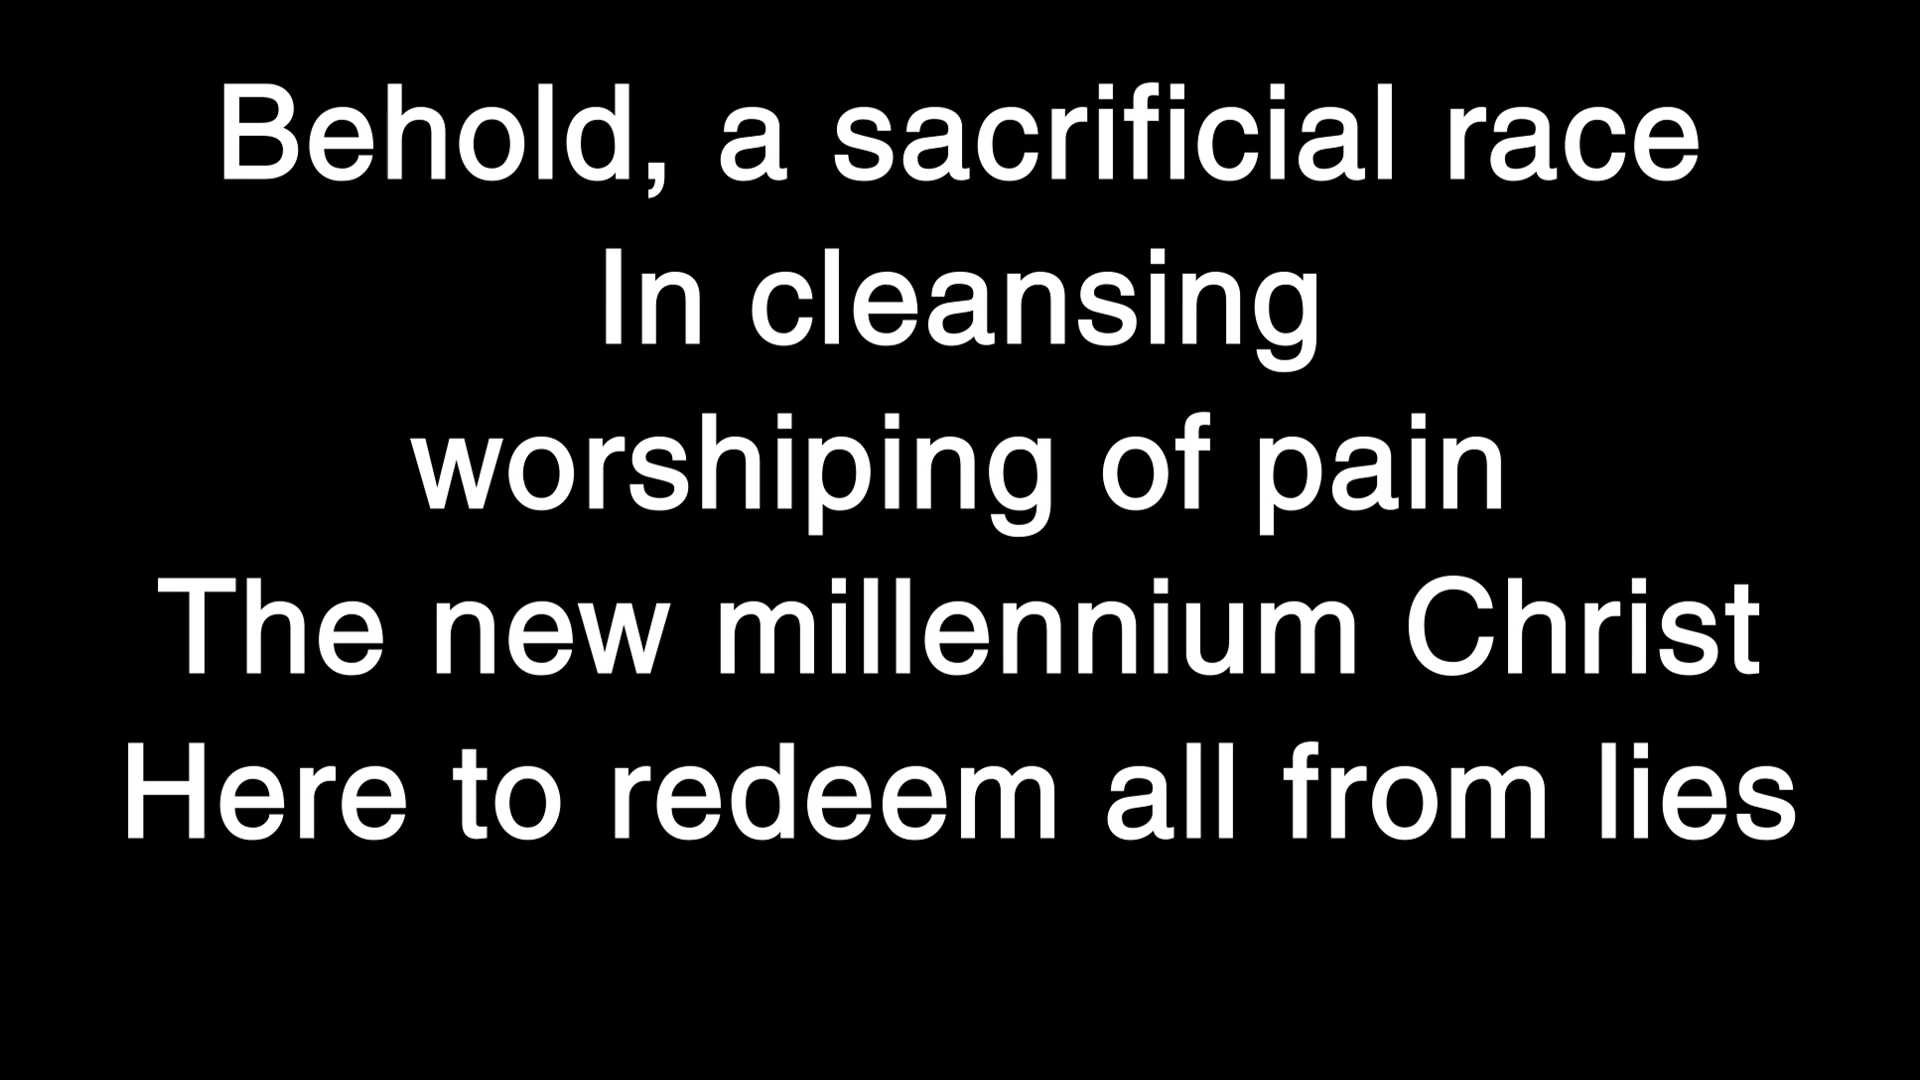 Behold, a sacrificial race
In cleansing
worshiping of pain
The new millennium Christ
Here to redeem all from lies